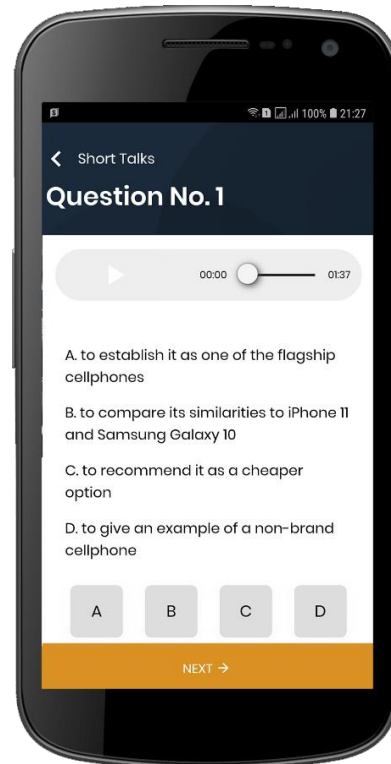 100% 21:27
Short Talks
Question No. 1
00:00 01:37
A. to establish it as one of the flagship
cellphones
B. to compare its similarities to iPhone 11
and Samsung Galaxy 10
C. to recommend it as a cheaper
option
D. to give an example of a non-brand
cellphone
A B C D
NEXT →